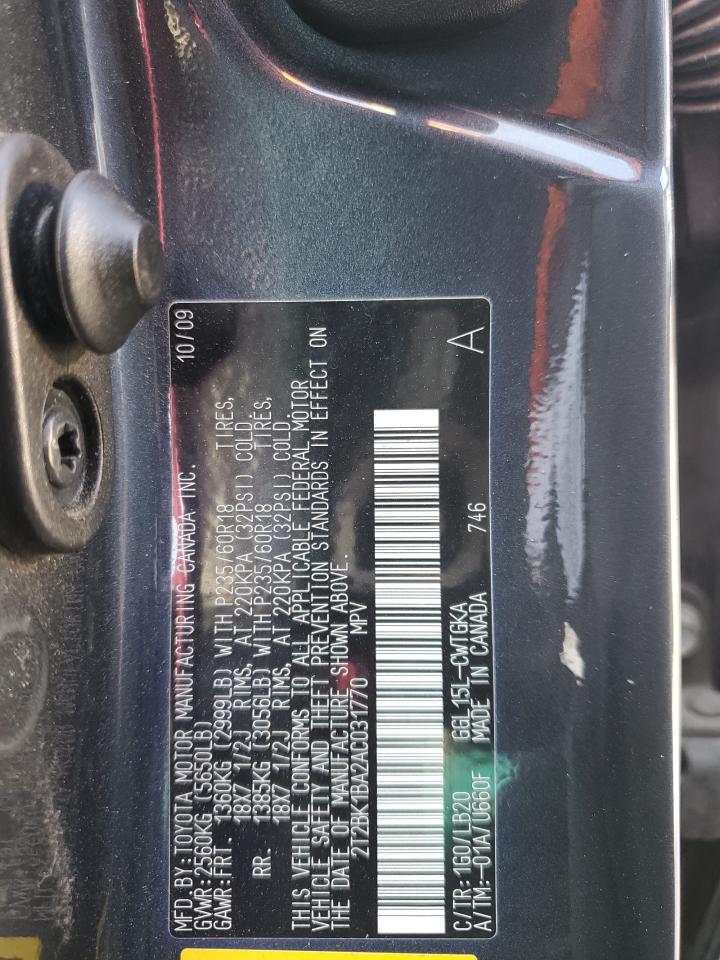 MFD.BY:TOYOTA MOTOR MANUFACTURING CANADA INC. 10/09
GVWR:2560KG (5650LB)
GAWR:FRT. 1360KG (2999LB) WITH P235/60R18 TIRES,
18X7 1/2J RIMS, AT 220KPA (32PSI) COLD.
RR. 1385KG (3056LB) WITH P235/60R18 TIRES,
18X7 1/2J RIMS, AT 220KPA (32PSI) COLD.
THIS VEHICLE CONFORMS TO ALL APPLICABLE FEDERAL MOTOR
VEHICLE SAFETY AND THEFT PREVENTION STANDARDS IN EFFECT ON
THE DATE OF MANUFACTURE SHOWN ABOVE.
2T2BK1BA2AC031770 MPV
C/TR:1G0/LB20 GGL15L-CWTGKA
A/TM:-01A/U660F MADE IN CANADA 746 A